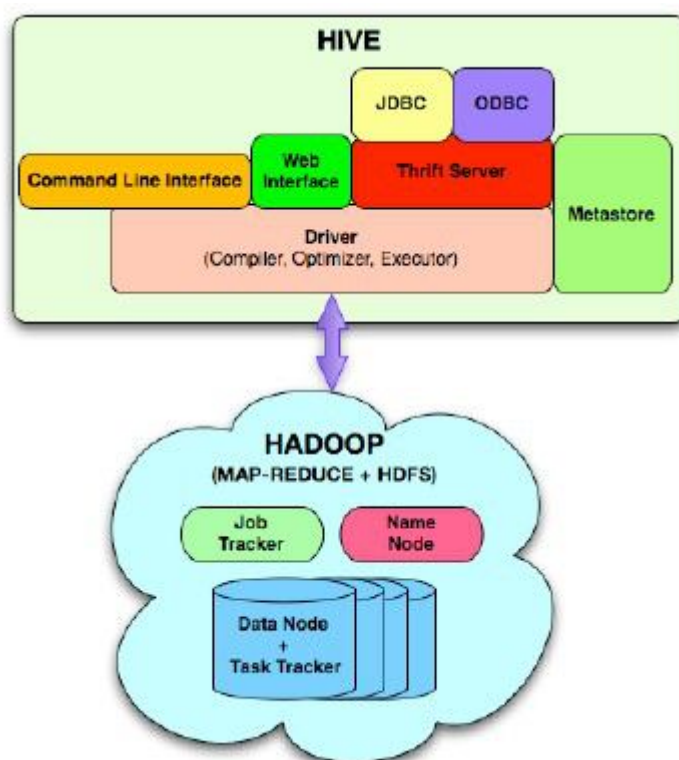 HIVE
JDBC
ODBC
Command Line Interface
Web
Interface
Thrift Server
Metastore
Driver
(Compiler, Optimizer, Executor)
HADOOP
(MAP-REDUCE + HDFS)
Job
Tracker
Name
Node
Data Node
+
Task Tracker